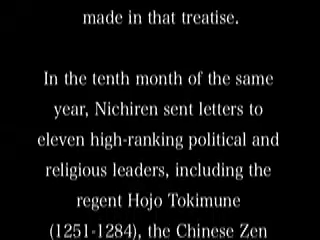 made in that treatise.
In the tenth month of the same
year, Nichiren sent letters to
eleven high-ranking political and
religious leaders, including the
regent Hojo Tokimune
(1251-1284), the Chinese Zen